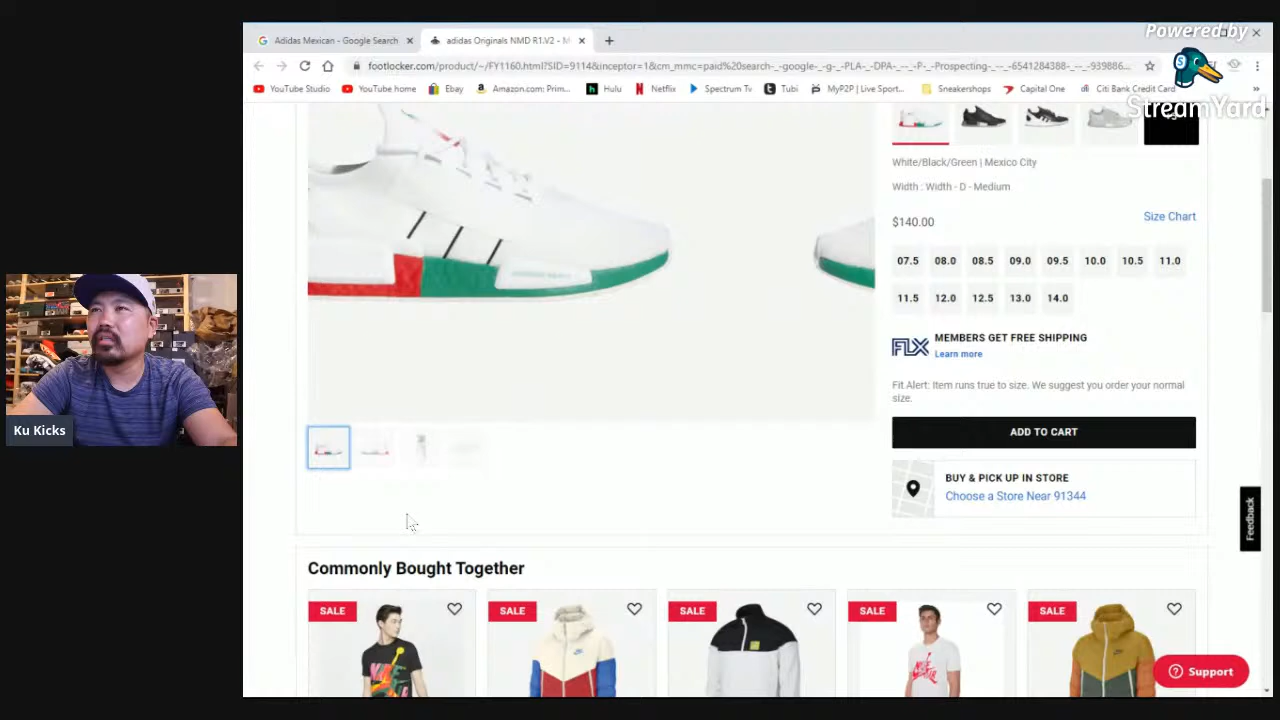 Powered by
StreamYard
Adidas Mexican - Google Search
adidas Originals NMD R1.V2 - M
footlocker.com/product/~/FY1160.html?SID=9114&inceptor=1&cm_mmc=paid%20search-_-google-_-g_-_PLA-_-DPA-_-_-_-P-_-Prospecting-_-_-6541284388-_-_-939886...
YouTube Studio
YouTube home
Ebay
Amazon.com: Prim...
Hulu
Netflix
Spectrum Tv
Tubi
MyP2P | Live Sport...
Sneakershops
Capital One
Citi Bank Credit Card
White/Black/Green | Mexico City
Width : Width - D - Medium
$140.00
Size Chart
07.5 08.0 08.5 09.0 09.5 10.0 10.5 11.0
11.5 12.0 12.5 13.0 14.0
FLX
MEMBERS GET FREE SHIPPING
Learn more
Fit Alert: Item runs true to size. We suggest you order your normal
size.
ADD TO CART
BUY & PICK UP IN STORE
Choose a Store Near 91344
Feedback
Ku Kicks
Commonly Bought Together
SALE
SALE
SALE
SALE
SALE
Support